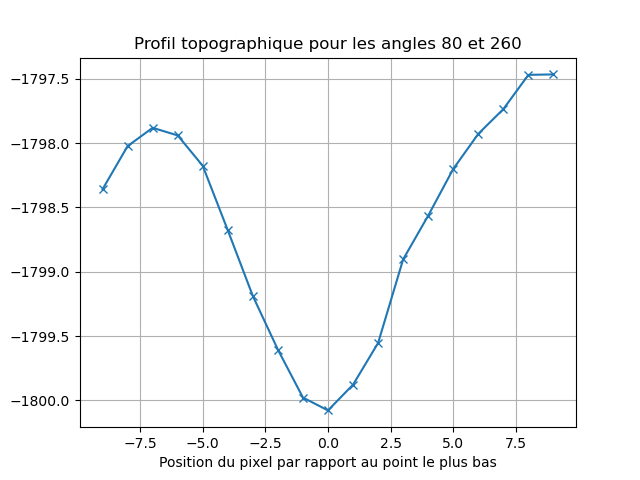 Profil topographique pour les angles 80 et 260
−1797.5
−1798.0
−1798.5
−1799.0
−1799.5
−1800.0
−7.5 −5.0 −2.5 0.0 2.5 5.0 7.5
Position du pixel par rapport au point le plus bas